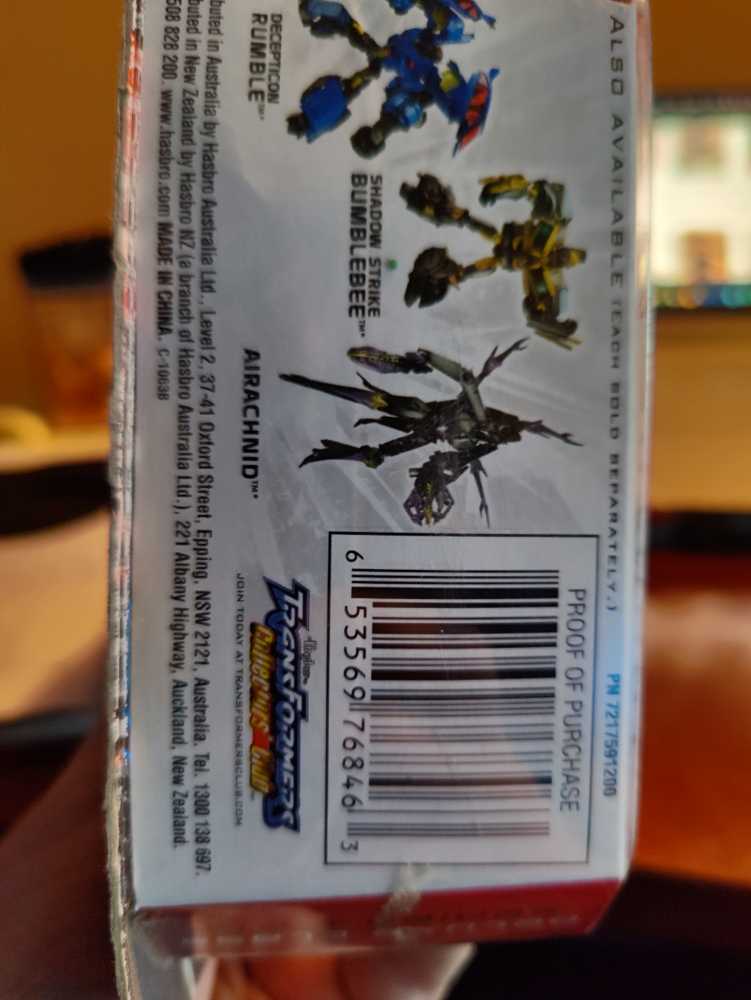 ALSO AVAILABLE (EACH SOLD SEPARATELY.)
PN 7217591200
DECEPTICON
RUMBLE™*
SHADOW STRIKE
BUMBLEBEE™*
AIRACHNID™*
PROOF OF PURCHASE
6 53569 76846 3
TRANSFORMERS
Collectors' Club
JOIN TODAY AT TRANSFORMERSCLUB.COM
buted in Australia by Hasbro Australia Ltd., Level 2, 37-41 Oxford Street, Epping, NSW 2121, Australia. Tel. 1300 138 697.
buted in New Zealand by Hasbro NZ (a branch of Hasbro Australia Ltd.), 221 Albany Highway, Auckland, New Zealand.
508 828 200. www.hasbro.com MADE IN CHINA. C-10638